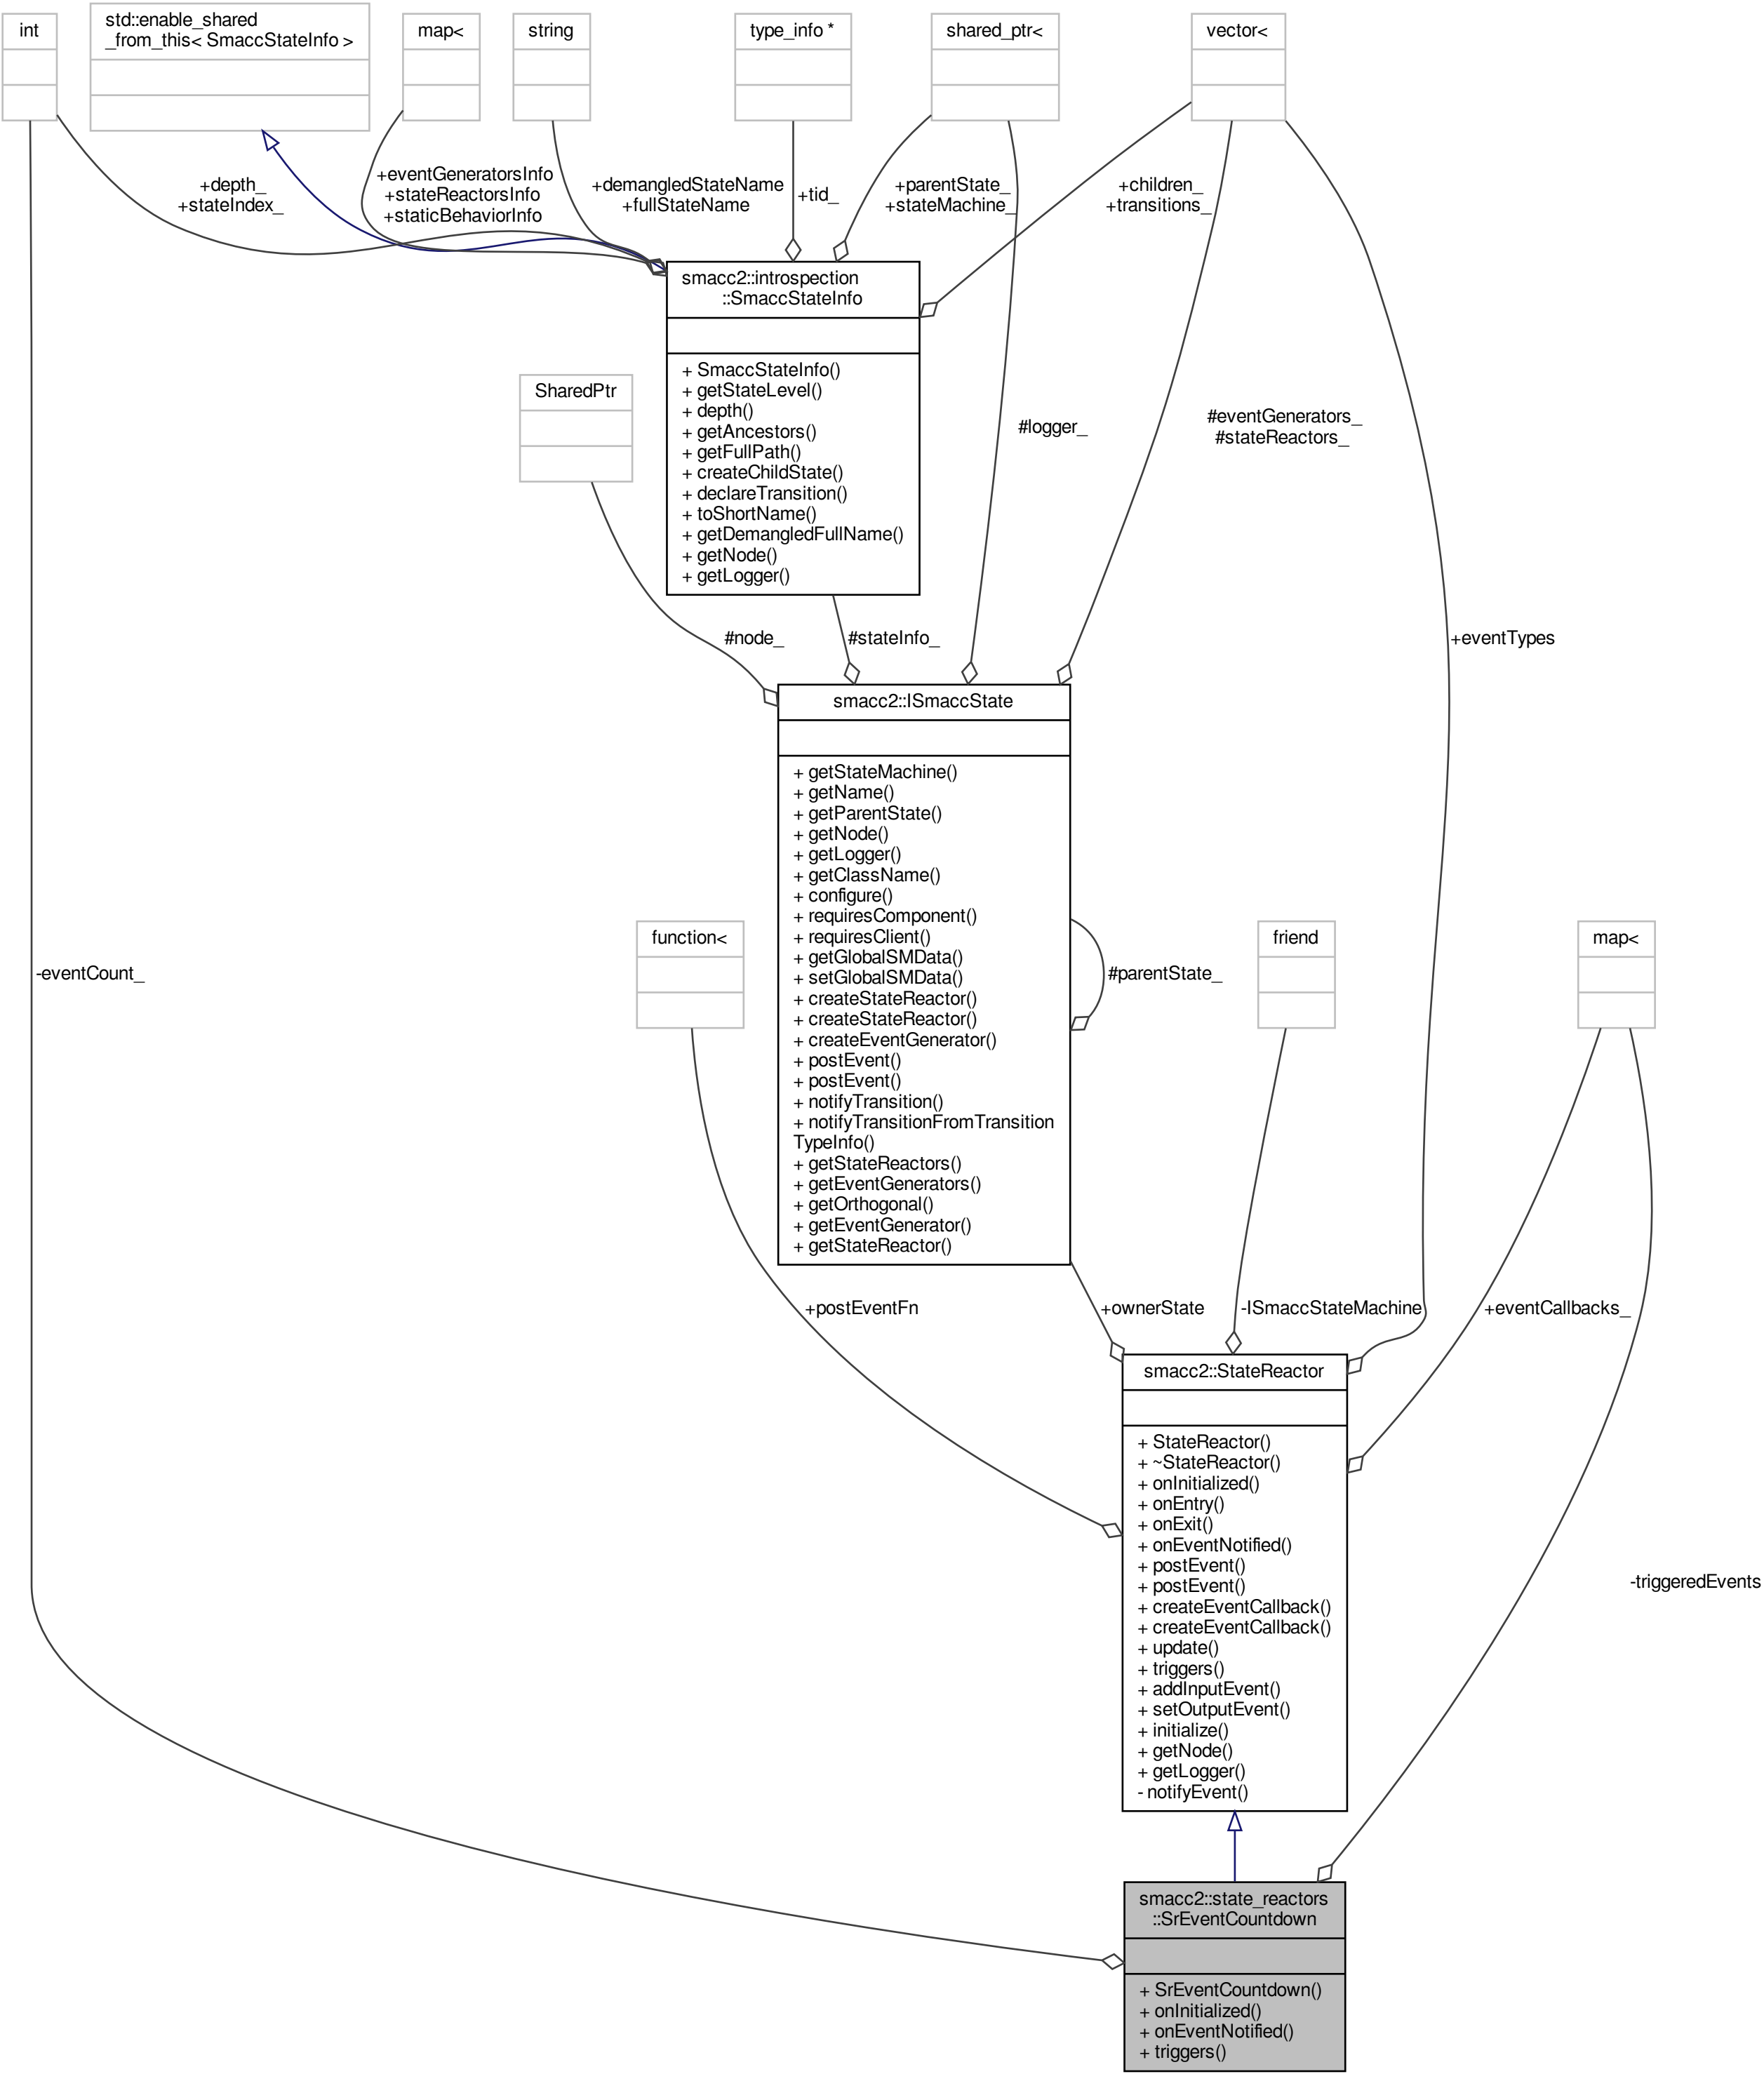 int
std::enable_shared
_from_this< SmaccStateInfo >
map<
string
type_info *
shared_ptr<
vector<
+depth_
+stateIndex_
+eventGeneratorsInfo
+stateReactorsInfo
+staticBehaviorInfo
+demangledStateName
+fullStateName
+tid_
+parentState_
+stateMachine_
+children_
+transitions_
smacc2::introspection
::SmaccStateInfo
+ SmaccStateInfo()
+ getStateLevel()
+ depth()
+ getAncestors()
+ getFullPath()
+ createChildState()
+ declareTransition()
+ toShortName()
+ getDemangledFullName()
+ getNode()
+ getLogger()
SharedPtr
#logger_
#eventGenerators_
#stateReactors_
#node_
#stateInfo_
+eventTypes
smacc2::ISmaccState
+ getStateMachine()
+ getName()
+ getParentState()
+ getNode()
+ getLogger()
+ getClassName()
+ configure()
+ requiresComponent()
+ requiresClient()
+ getGlobalSMData()
+ setGlobalSMData()
+ createStateReactor()
+ createStateReactor()
+ createEventGenerator()
+ postEvent()
+ postEvent()
+ notifyTransition()
+ notifyTransitionFromTransition
TypeInfo()
+ getStateReactors()
+ getEventGenerators()
+ getOrthogonal()
+ getEventGenerator()
+ getStateReactor()
function<
friend
map<
-eventCount_
#parentState_
+postEventFn
+ownerState
-ISmaccStateMachine
+eventCallbacks_
smacc2::StateReactor
+ StateReactor()
+ ~StateReactor()
+ onInitialized()
+ onEntry()
+ onExit()
+ onEventNotified()
+ postEvent()
+ postEvent()
+ createEventCallback()
+ createEventCallback()
+ update()
+ triggers()
+ addInputEvent()
+ setOutputEvent()
+ initialize()
+ getNode()
+ getLogger()
- notifyEvent()
-triggeredEvents
smacc2::state_reactors
::SrEventCountdown
+ SrEventCountdown()
+ onInitialized()
+ onEventNotified()
+ triggers()